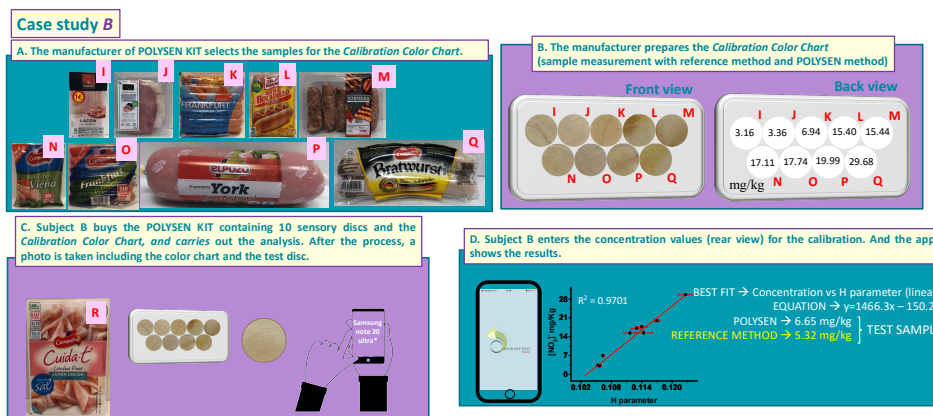 Case study B
A. The manufacturer of POLYSEN KIT selects the samples for the Calibration Color Chart.
I
J
K
L
M
LACÓN
FRANKFURT
N
O
P
Q
Viena
Frankfurt
ELPOZO
York
Bratwurst
B. The manufacturer prepares the Calibration Color Chart
(sample measurement with reference method and POLYSEN method)
Front view
I J K L M
N O P Q
Back view
I J K L M
3.16 3.36 6.94 15.40 15.44
17.11 17.74 19.99 29.68
mg/kg N O P Q
C. Subject B buys the POLYSEN KIT containing 10 sensory discs and the
Calibration Color Chart, and carries out the analysis. After the process, a
photo is taken including the color chart and the test disc.
R
Campofrío
Cuida-t+
JAMÓN COCIDO
sal
Samsung
note 20
ultra*
D. Subject B enters the concentration values (rear view) for the calibration. And the app
shows the results.
COLORIMETRIC
R² = 0.9701
[NO₂] mg/Kg
28
21
14
7
0
0.102 0.108 0.114 0.120
H parameter
BEST FIT → Concentration vs H parameter (linea
EQUATION → y=1466.3x – 150.2
POLYSEN → 6.65 mg/kg
REFERENCE METHOD → 5.32 mg/kg
TEST SAMPL